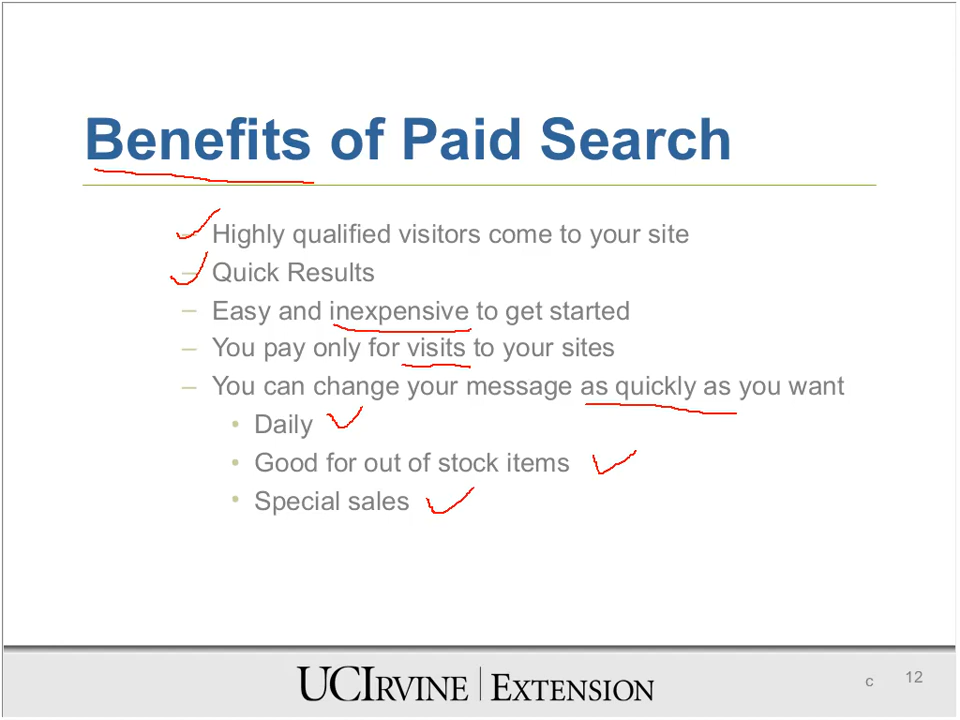 Benefits of Paid Search
– Highly qualified visitors come to your site
– Quick Results
– Easy and inexpensive to get started
– You pay only for visits to your sites
– You can change your message as quickly as you want
• Daily
• Good for out of stock items
• Special sales
UCIRVINE | EXTENSION
c 12